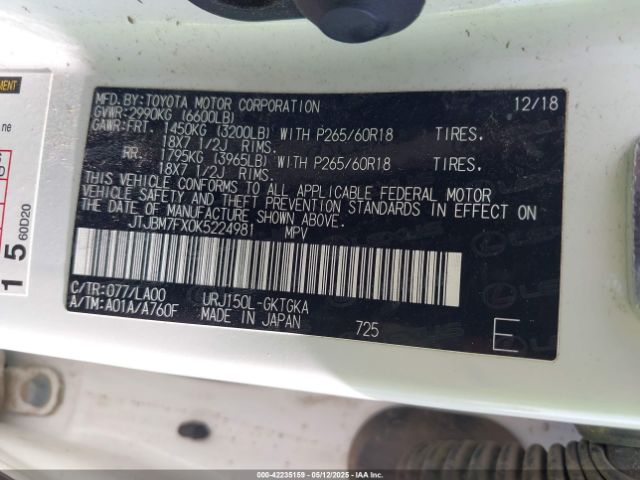 MFD.BY:TOYOTA MOTOR CORPORATION 12/18
GVWR:2990KG (6600LB)
GAWR:FRT. 1450KG (3200LB) WITH P265/60R18 TIRES,
18X7 1/2J RIMS.
RR. 1795KG (3965LB) WITH P265/60R18 TIRES,
18X7 1/2J RIMS.
THIS VEHICLE CONFORMS TO ALL APPLICABLE FEDERAL MOTOR
VEHICLE SAFETY AND THEFT PREVENTION STANDARDS IN EFFECT ON
THE DATE OF MANUFACTURE SHOWN ABOVE.
JTJBM7FX0K5224981 MPV
C/TR:077/LA00 URJ150L-GKTGKA
A/TM:A01A/A760F MADE IN JAPAN 725 E
ne
1 5
60D20
00-42235159 - 05/12/2025 - IAA Inc.